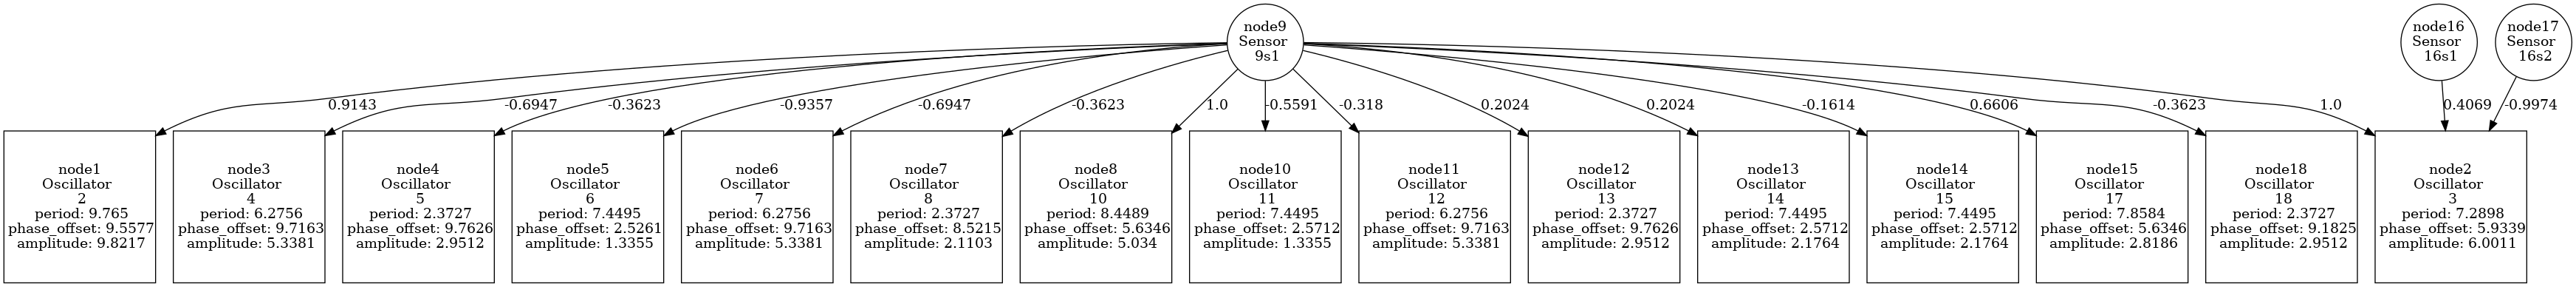 node9
Sensor
9s1
node16
Sensor
16s1
node17
Sensor
16s2
0.9143
-0.6947
-0.3623
-0.9357
-0.6947
-0.3623
1.0
-0.5591
-0.318
0.2024
0.2024
-0.1614
0.6606
-0.3623
1.0
0.4069
-0.9974
node1
Oscillator
2
period: 9.765
phase_offset: 9.5577
amplitude: 9.8217
node3
Oscillator
4
period: 6.2756
phase_offset: 9.7163
amplitude: 5.3381
node4
Oscillator
5
period: 2.3727
phase_offset: 9.7626
amplitude: 2.9512
node5
Oscillator
6
period: 7.4495
phase_offset: 2.5261
amplitude: 1.3355
node6
Oscillator
7
period: 6.2756
phase_offset: 9.7163
amplitude: 5.3381
node7
Oscillator
8
period: 2.3727
phase_offset: 8.5215
amplitude: 2.1103
node8
Oscillator
10
period: 8.4489
phase_offset: 5.6346
amplitude: 5.034
node10
Oscillator
11
period: 7.4495
phase_offset: 2.5712
amplitude: 1.3355
node11
Oscillator
12
period: 6.2756
phase_offset: 9.7163
amplitude: 5.3381
node12
Oscillator
13
period: 2.3727
phase_offset: 9.7626
amplitude: 2.9512
node13
Oscillator
14
period: 7.4495
phase_offset: 2.5712
amplitude: 2.1764
node14
Oscillator
15
period: 7.4495
phase_offset: 2.5712
amplitude: 2.1764
node15
Oscillator
17
period: 7.8584
phase_offset: 5.6346
amplitude: 2.8186
node18
Oscillator
18
period: 2.3727
phase_offset: 9.1825
amplitude: 2.9512
node2
Oscillator
3
period: 7.2898
phase_offset: 5.9339
amplitude: 6.0011